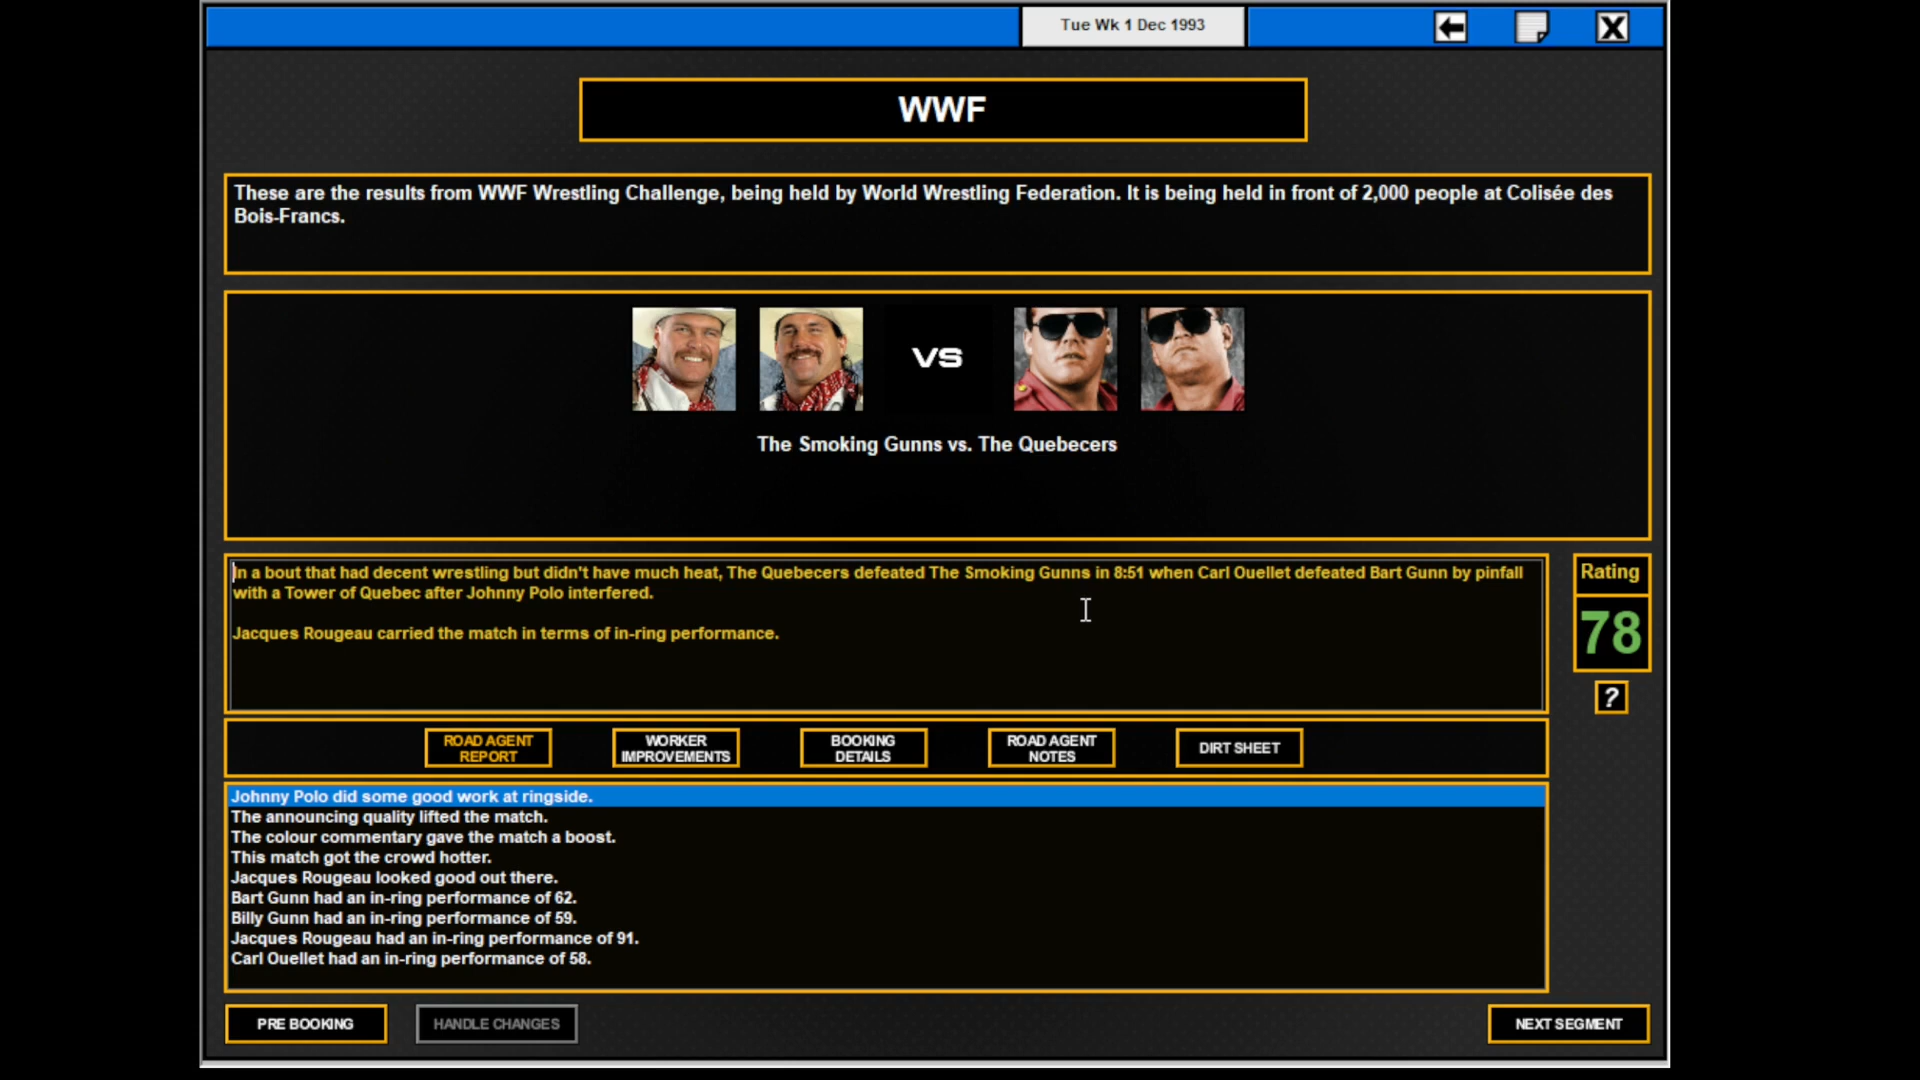 Tue Wk 1 Dec 1993
WWF
These are the results from WWF Wrestling Challenge, being held by World Wrestling Federation. It is being held in front of 2,000 people at Colisée des
Bois-Francs.
VS
The Smoking Gunns vs. The Quebecers
In a bout that had decent wrestling but didn't have much heat, The Quebecers defeated The Smoking Gunns in 8:51 when Carl Ouellet defeated Bart Gunn by pinfall
with a Tower of Quebec after Johnny Polo interfered.
Jacques Rougeau carried the match in terms of in-ring performance.
Rating
78
?
ROAD AGENT
REPORT
WORKER
IMPROVEMENTS
BOOKING
DETAILS
ROAD AGENT
NOTES
DIRT SHEET
Johnny Polo did some good work at ringside.
The announcing quality lifted the match.
The colour commentary gave the match a boost.
This match got the crowd hotter.
Jacques Rougeau looked good out there.
Bart Gunn had an in-ring performance of 62.
Billy Gunn had an in-ring performance of 59.
Jacques Rougeau had an in-ring performance of 91.
Carl Ouellet had an in-ring performance of 58.
PRE BOOKING
HANDLE CHANGES
NEXT SEGMENT